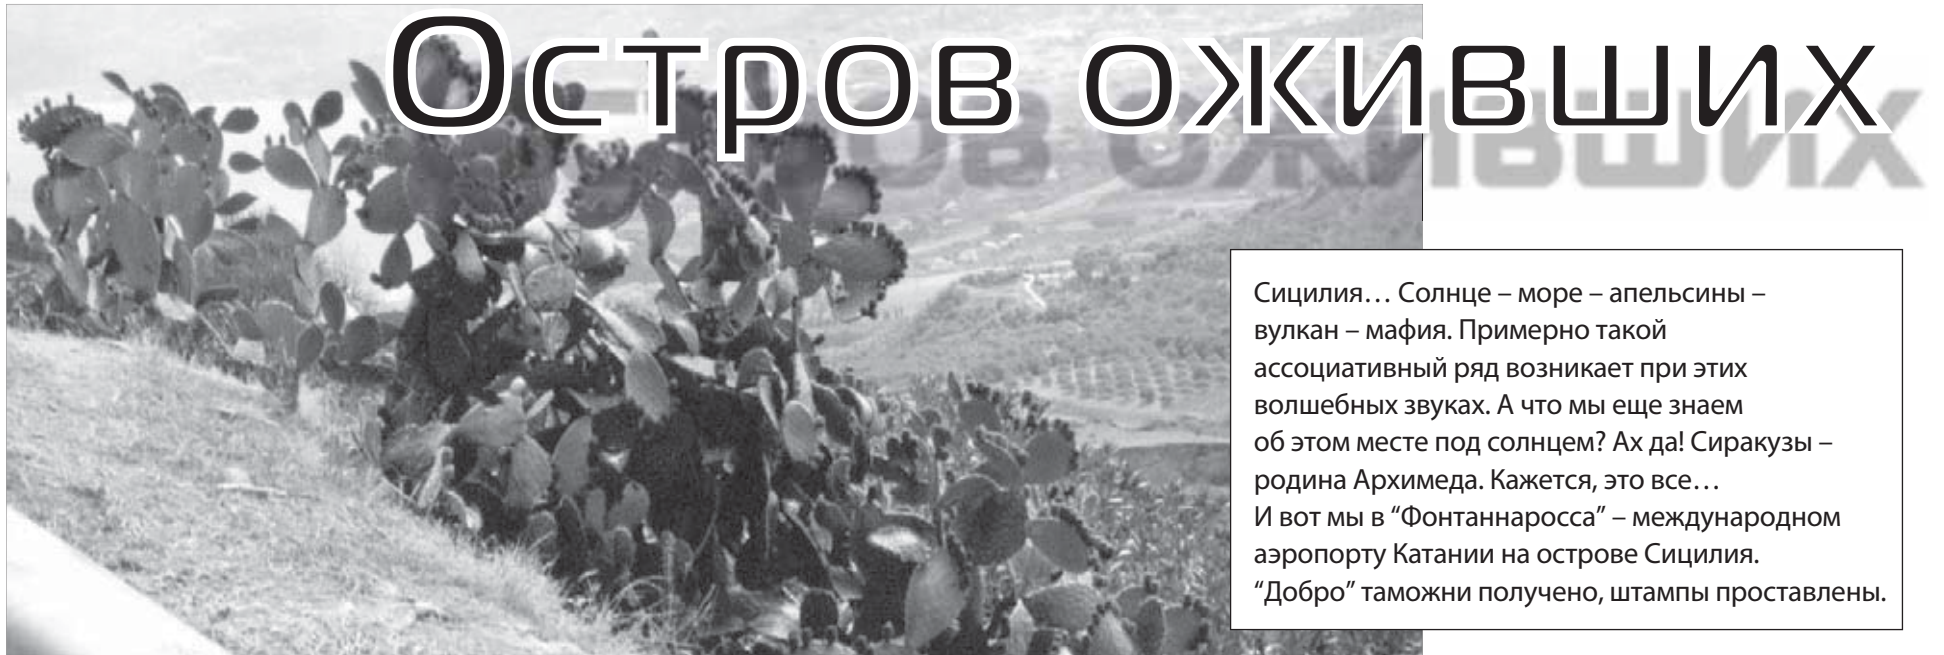 Остров оживших
Сицилия… Солнце – море – апельсины –
вулкан – мафия. Примерно такой
ассоциативный ряд возникает при этих
волшебных звуках. А что мы еще знаем
об этом месте под солнцем? Ах да! Сиракузы –
родина Архимеда. Кажется, это все…
И вот мы в “Фонтаннаросса” – международном
аэропорту Катании на острове Сицилия.
“Добро” таможни получено, штампы проставлены.